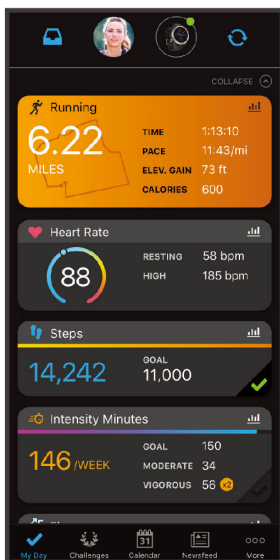 COLLAPSE
Running
6.22
MILES
TIME 1:13:10
PACE 11:43/mi
ELEV. GAIN 73 ft
CALORIES 600
Heart Rate
88
RESTING 58 bpm
HIGH 185 bpm
Steps
14,242
GOAL
11,000
Intensity Minutes
146 /WEEK
GOAL 150
MODERATE 34
VIGOROUS 56 x2
31
My Day Challenges Calendar Newsfeed More